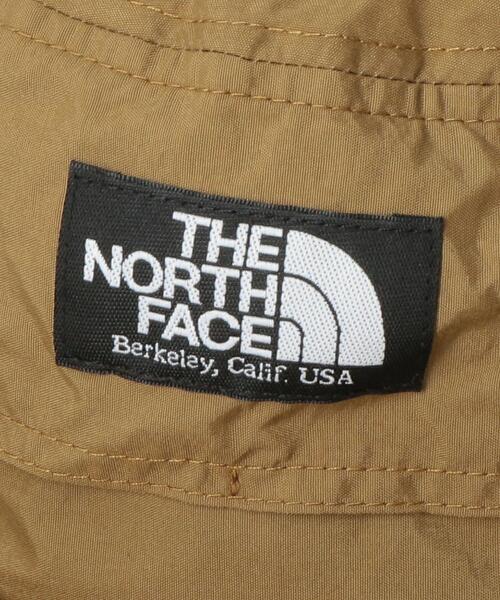 THE
NORTH
FACE
Berkeley, Calif. USA